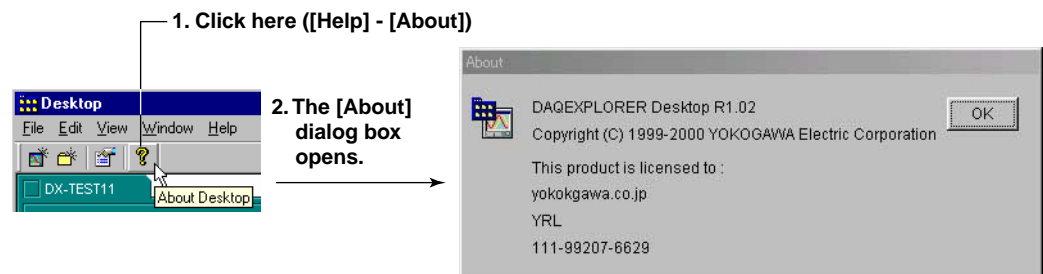 1. Click here ([Help] - [About])
Desktop
File Edit View Window Help
DX-TEST11
About Desktop
2. The [About]
dialog box
opens.
About
DAQEXPLORER Desktop R1.02
Copyright (C) 1999-2000 YOKOGAWA Electric Corporation
This product is licensed to :
yokokgawa.co.jp
YRL
111-99207-6629
OK